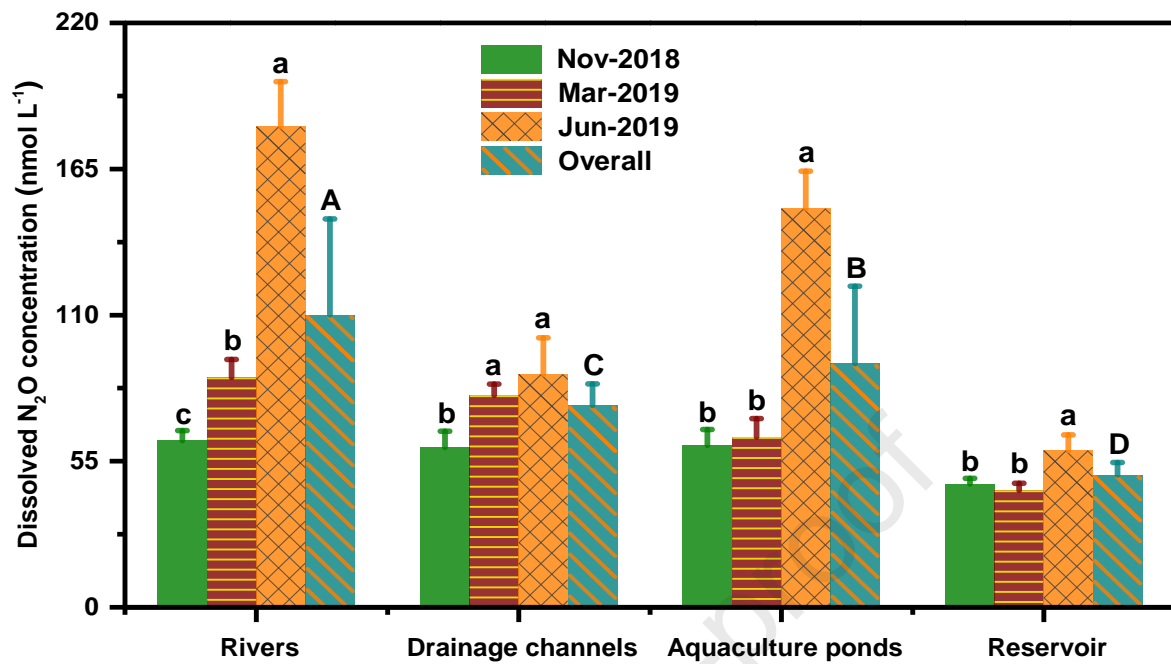 Dissolved N₂O concentration (nmol L⁻¹)
220
165
110
55
0
Nov-2018
Mar-2019
Jun-2019
Overall
c b a A
b a a C
b b a B
b b a D
Rivers Drainage channels Aquaculture ponds Reservoir
proof